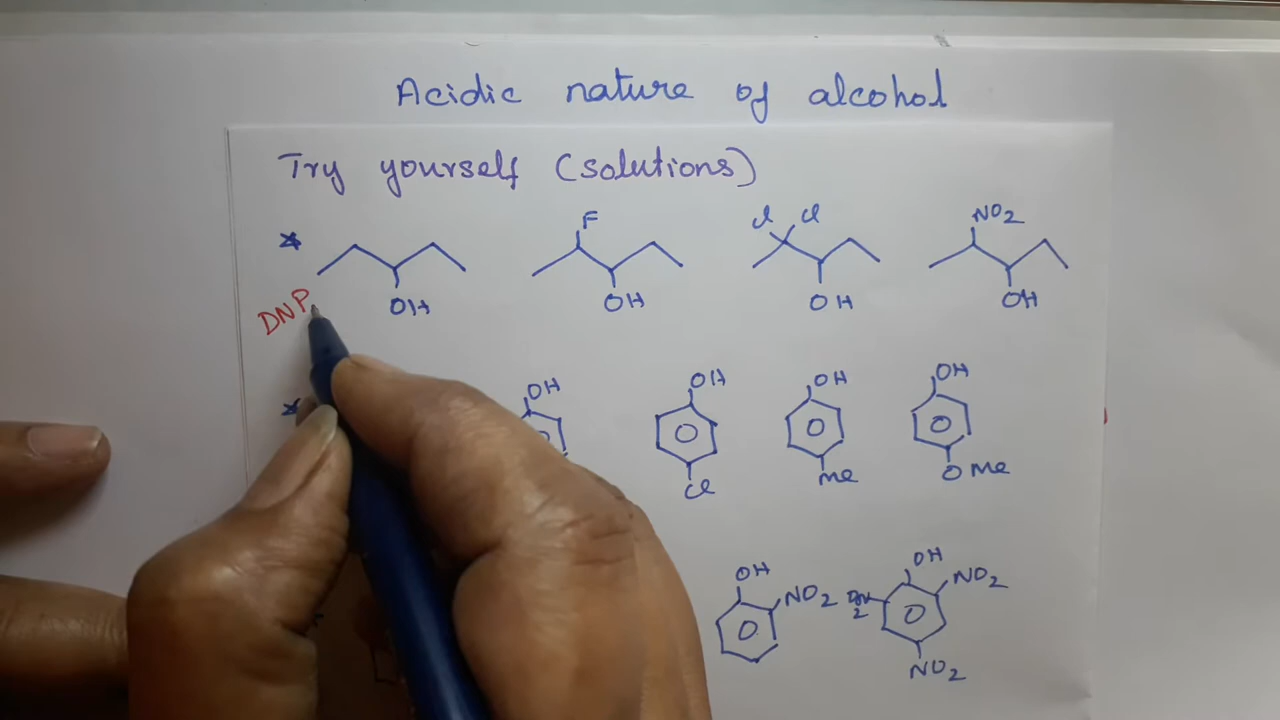 Acidic nature of alcohol
Try yourself (solutions)
F
Cl Cl
NO2
OH OH OH OH
DNP
OH OH OH OH
Cl Me OMe
OH OH
NO2 NO2
NO2